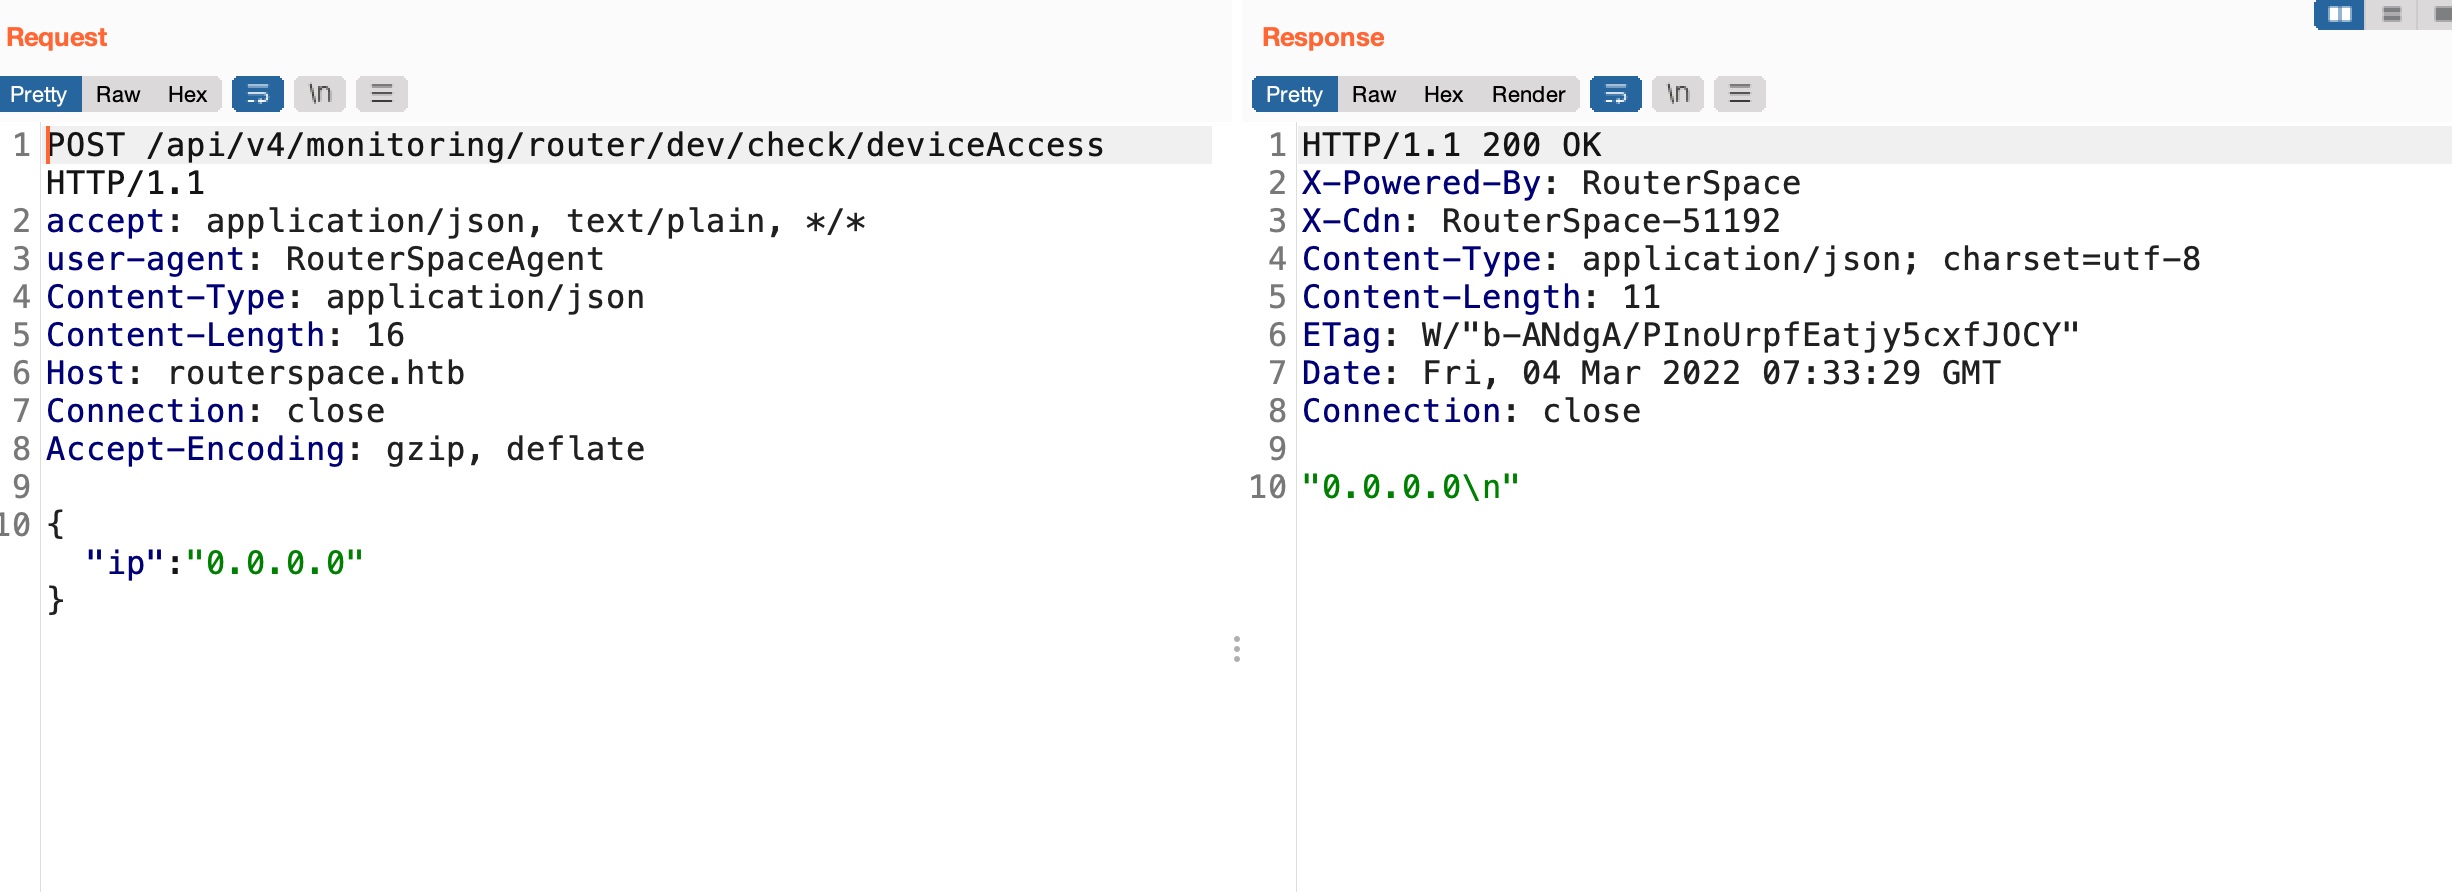 Request
Pretty Raw Hex \n
1 POST /api/v4/monitoring/router/dev/check/deviceAccess
HTTP/1.1
2 accept: application/json, text/plain, */*
3 user-agent: RouterSpaceAgent
4 Content-Type: application/json
5 Content-Length: 16
6 Host: routerspace.htb
7 Connection: close
8 Accept-Encoding: gzip, deflate
9
10 {
"ip":"0.0.0.0"
}
Response
Pretty Raw Hex Render \n
1 HTTP/1.1 200 OK
2 X-Powered-By: RouterSpace
3 X-Cdn: RouterSpace-51192
4 Content-Type: application/json; charset=utf-8
5 Content-Length: 11
6 ETag: W/"b-ANdgA/PInoUrpfEatjy5cxfJOCY"
7 Date: Fri, 04 Mar 2022 07:33:29 GMT
8 Connection: close
9
10 "0.0.0.0\n"